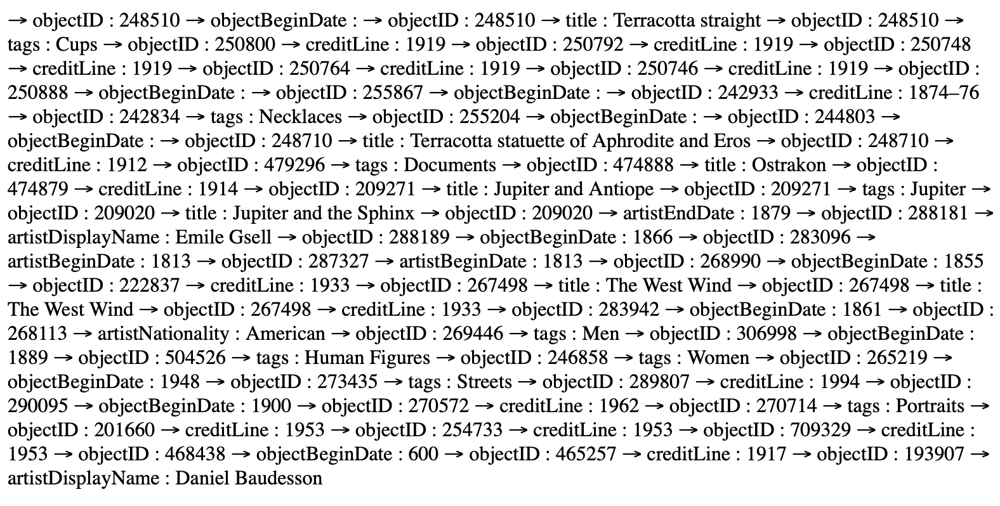 → objectID : 248510 → objectBeginDate : → objectID : 248510 → title : Terracotta straight → objectID : 248510 →
tags : Cups → objectID : 250800 → creditLine : 1919 → objectID : 250792 → creditLine : 1919 → objectID : 250748
→ creditLine : 1919 → objectID : 250764 → creditLine : 1919 → objectID : 250746 → creditLine : 1919 → objectID :
250888 → objectBeginDate : → objectID : 255867 → objectBeginDate : → objectID : 242933 → creditLine : 1874–76
→ objectID : 242834 → tags : Necklaces → objectID : 255204 → objectBeginDate : → objectID : 244803 →
objectBeginDate : → objectID : 248710 → title : Terracotta statuette of Aphrodite and Eros → objectID : 248710 →
creditLine : 1912 → objectID : 479296 → tags : Documents → objectID : 474888 → title : Ostrakon → objectID :
474879 → creditLine : 1914 → objectID : 209271 → title : Jupiter and Antiope → objectID : 209271 → tags : Jupiter →
objectID : 209020 → title : Jupiter and the Sphinx → objectID : 209020 → artistEndDate : 1879 → objectID : 288181 →
artistDisplayName : Emile Gsell → objectID : 288189 → objectBeginDate : 1866 → objectID : 283096 →
artistBeginDate : 1813 → objectID : 287327 → artistBeginDate : 1813 → objectID : 268990 → objectBeginDate : 1855
→ objectID : 222837 → creditLine : 1933 → objectID : 267498 → title : The West Wind → objectID : 267498 → title :
The West Wind → objectID : 267498 → creditLine : 1933 → objectID : 283942 → objectBeginDate : 1861 → objectID :
268113 → artistNationality : American → objectID : 269446 → tags : Men → objectID : 306998 → objectBeginDate :
1889 → objectID : 504526 → tags : Human Figures → objectID : 246858 → tags : Women → objectID : 265219 →
objectBeginDate : 1948 → objectID : 273435 → tags : Streets → objectID : 289807 → creditLine : 1994 → objectID :
290095 → objectBeginDate : 1900 → objectID : 270572 → creditLine : 1962 → objectID : 270714 → tags : Portraits →
objectID : 201660 → creditLine : 1953 → objectID : 254733 → creditLine : 1953 → objectID : 709329 → creditLine :
1953 → objectID : 468438 → objectBeginDate : 600 → objectID : 465257 → creditLine : 1917 → objectID : 193907 →
artistDisplayName : Daniel Baudesson